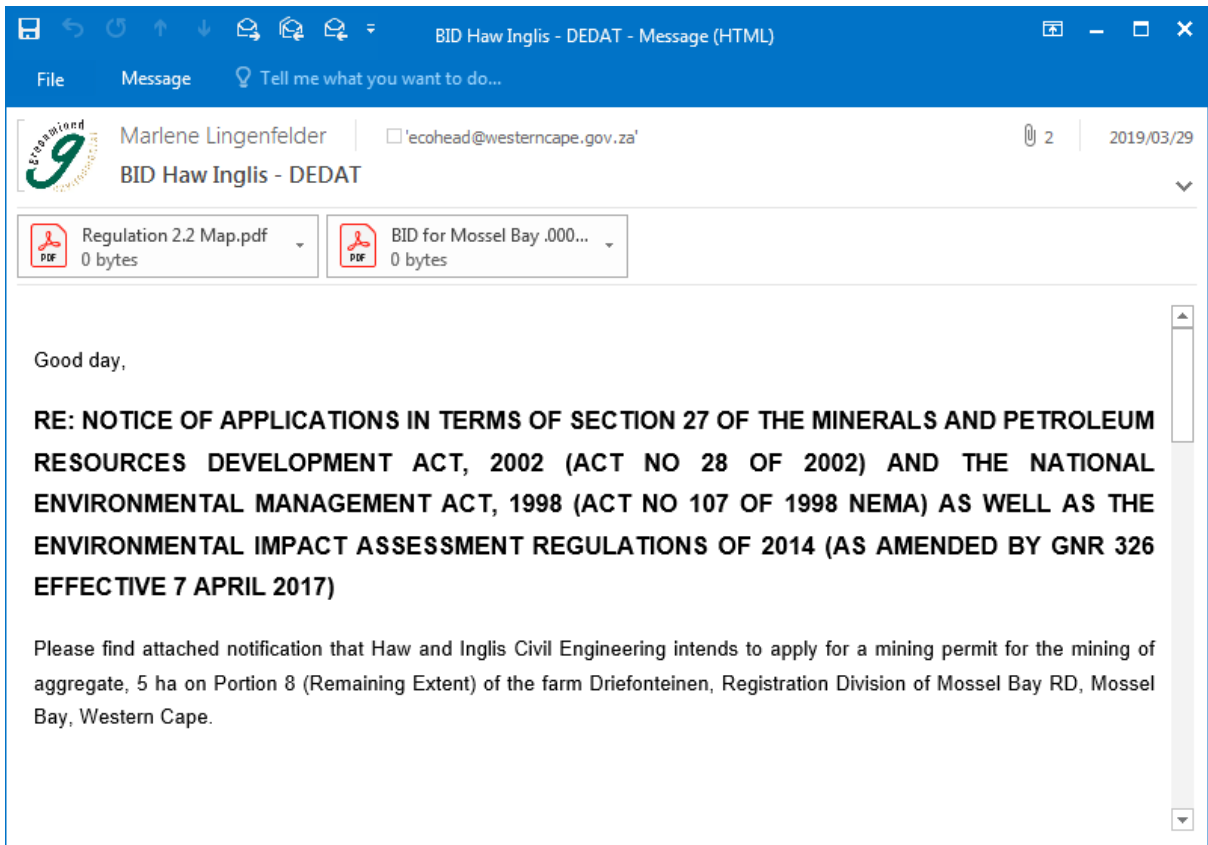 BID Haw Inglis - DEDAT - Message (HTML)
File Message Tell me what you want to do...
Marlene Lingenfelder 'ecohead@westerncape.gov.za' 2 2019/03/29
BID Haw Inglis - DEDAT
Regulation 2.2 Map.pdf
0 bytes
BID for Mossel Bay .000...
0 bytes
PDF
PDF
Good day,
RE: NOTICE OF APPLICATIONS IN TERMS OF SECTION 27 OF THE MINERALS AND PETROLEUM
RESOURCES DEVELOPMENT ACT, 2002 (ACT NO 28 OF 2002) AND THE NATIONAL
ENVIRONMENTAL MANAGEMENT ACT, 1998 (ACT NO 107 OF 1998 NEMA) AS WELL AS THE
ENVIRONMENTAL IMPACT ASSESSMENT REGULATIONS OF 2014 (AS AMENDED BY GNR 326
EFFECTIVE 7 APRIL 2017)
Please find attached notification that Haw and Inglis Civil Engineering intends to apply for a mining permit for the mining of
aggregate, 5 ha on Portion 8 (Remaining Extent) of the farm Driefonteinen, Registration Division of Mossel Bay RD, Mossel
Bay, Western Cape.